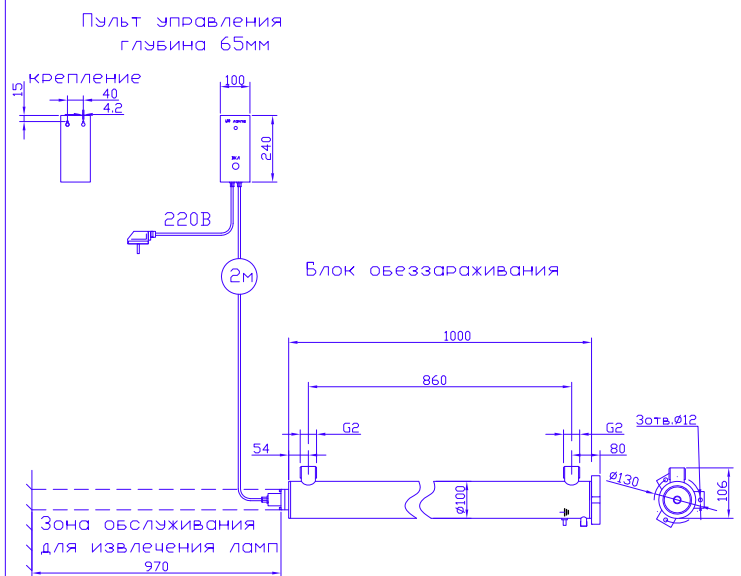 Пульт управления
глубина 65мм
крепление
15
40
4.2
100
240
ВКЛ
220В
2м
Блок обеззараживания
1000
860
G2
G2
54
80
3отв.⌀12
⌀130
106
⌀100
Зона обслуживания
для извлечения ламп
970